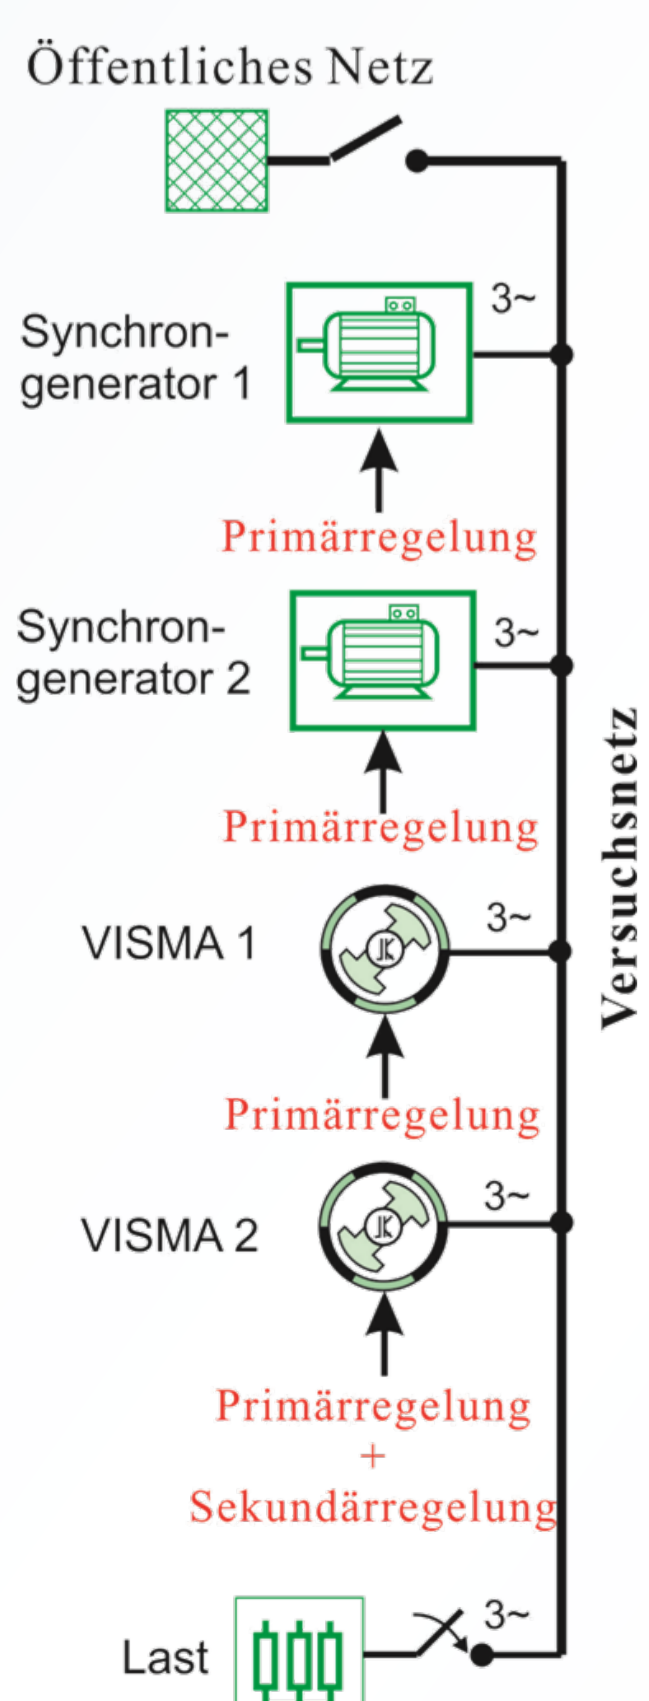 Öffentliches Netz
3~
Synchron-
generator 1
Primärregelung
3~
Synchron-
generator 2
Primärregelung
Versuchsnetz
3~
VISMA 1
Primärregelung
3~
VISMA 2
Primärregelung
+
Sekundärregelung
3~
Last